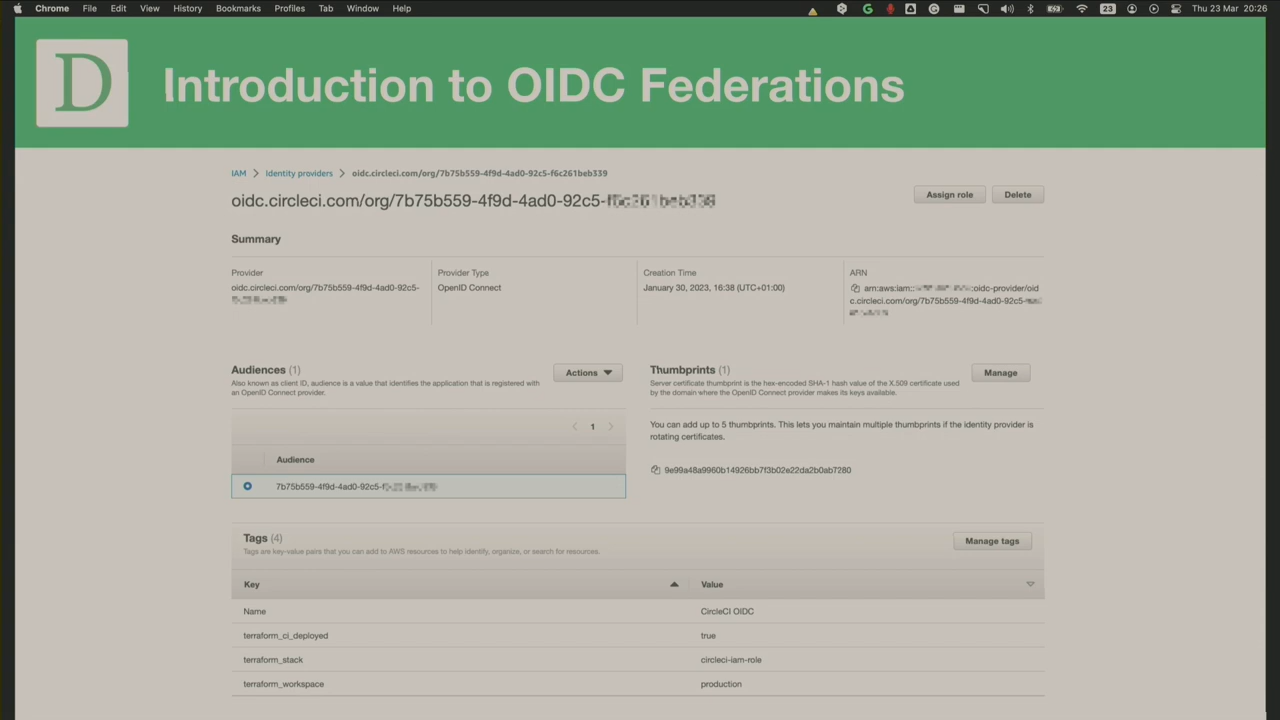 Chrome File Edit View History Bookmarks Profiles Tab Window Help 23 Thu 23 Mar 20:26
D Introduction to OIDC Federations
IAM > Identity providers > oidc.circleci.com/org/7b75b559-4f9d-4ad0-92c5-f6c261beb339
oidc.circleci.com/org/7b75b559-4f9d-4ad0-92c5-
Assign role Delete
Summary
Provider Provider Type Creation Time ARN
oidc.circleci.com/org/7b75b559-4f9d-4ad0-92c5- OpenID Connect January 30, 2023, 16:38 (UTC+01:00) arn:aws:iam:: :oidc-provider/oid
c.circleci.com/org/7b75b559-4f9d-4ad0-92c5-
Audiences (1) Actions
Also known as client ID, audience is a value that identifies the application that is registered with
an OpenID Connect provider.
1
Audience
7b75b559-4f9d-4ad0-92c5-
Thumbprints (1) Manage
Server certificate thumbprint is the hex-encoded SHA-1 hash value of the X.509 certificate used
by the domain where the OpenID Connect provider makes its keys available.
You can add up to 5 thumbprints. This lets you maintain multiple thumbprints if the identity provider is
rotating certificates.
9e99a48a9960b14926bb7f3b02e22da2b0ab7280
Tags (4) Manage tags
Tags are key-value pairs that you can add to AWS resources to help identify, organize, or search for resources.
Key Value
Name CircleCI OIDC
terraform_ci_deployed true
terraform_stack circleci-iam-role
terraform_workspace production